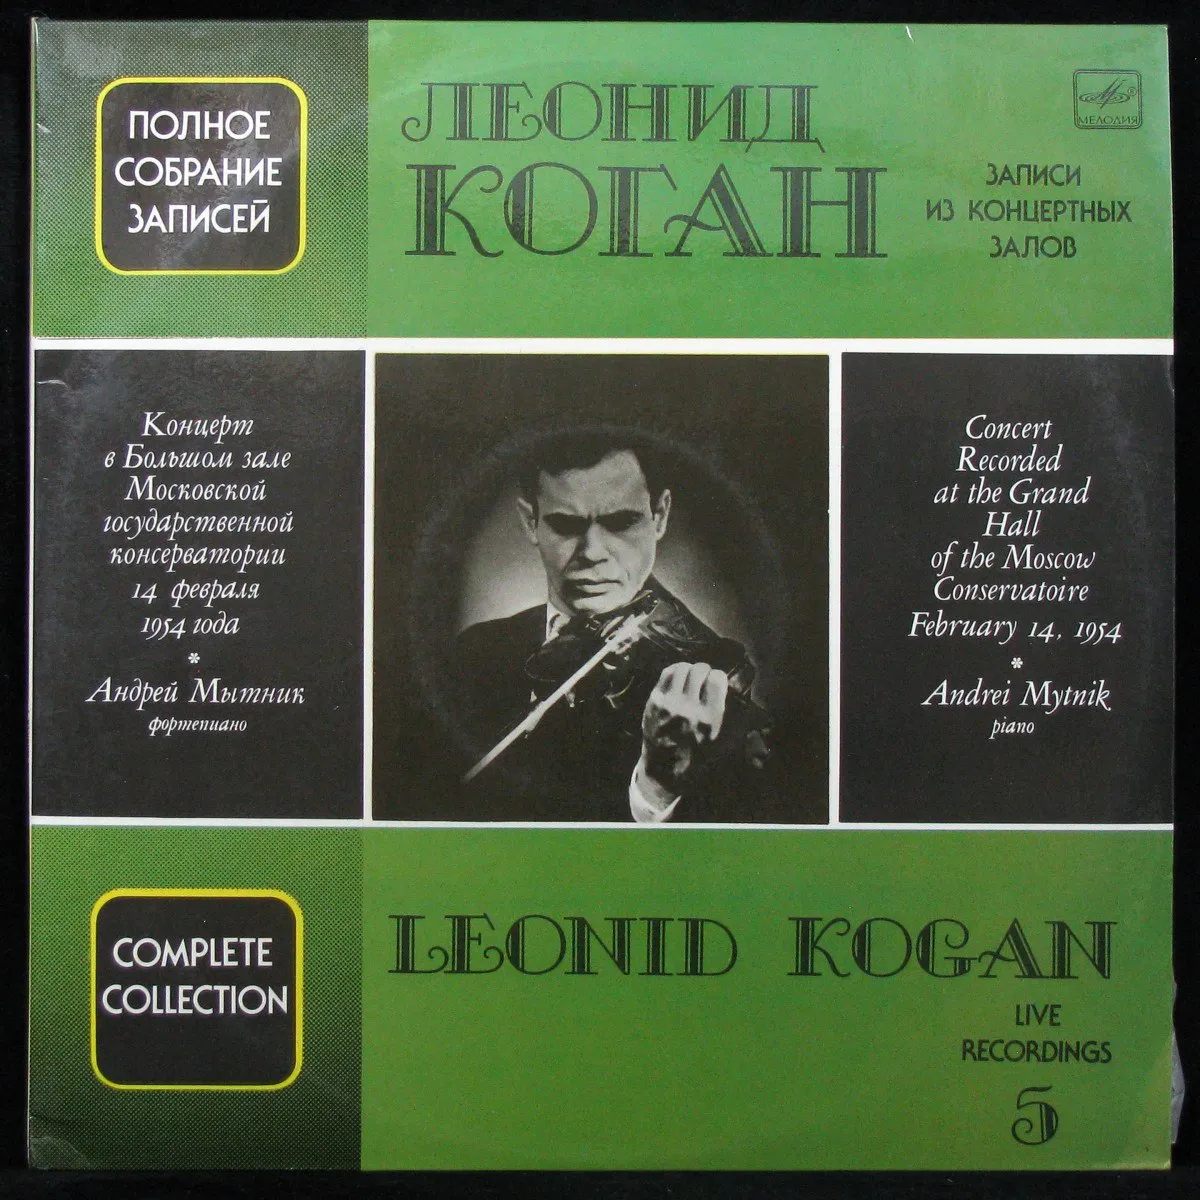 ПОЛНОЕ
СОБРАНИЕ
ЗАПИСЕЙ
ЛЕОНИД
КОГАН
МЕЛОДИЯ
ЗАПИСИ
ИЗ КОНЦЕРТНЫХ
ЗАЛОВ
Концерт
в Большом зале
Московской
государственной
консерватории
14 февраля
1954 года
*
Андрей Мытник
фортепиано
Concert
Recorded
at the Grand
Hall
of the Moscow
Conservatoire
February 14, 1954
*
Andrei Mytnik
piano
COMPLETE
COLLECTION
LEONID KOGAN
LIVE
RECORDINGS
5